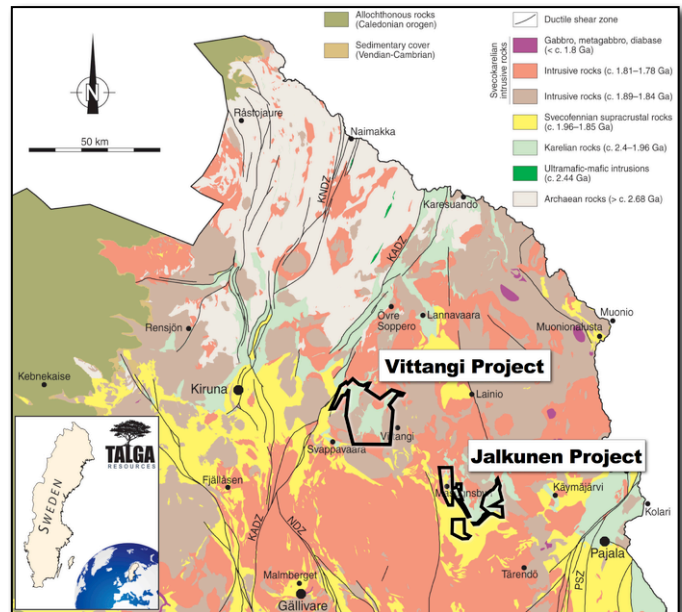 Allochthonous rocks
(Caledonian orogen)
Sedimentary cover
(Vendian-Cambrian)
Ductile shear zone
Gabbro, metagabbro, diabase
(< c. 1.8 Ga)
Svecokarelian
intrusive rocks
Intrusive rocks (c. 1.81–1.78 Ga)
Intrusive rocks (c. 1.89–1.84 Ga)
Svecofennian supracrustal rocks
(c. 1.96–1.85 Ga)
Karelian rocks (c. 2.4–1.96 Ga)
Ultramafic-mafic intrusions
(c. 2.44 Ga)
Archaean rocks (> c. 2.68 Ga)
N
50 km
Råstojaure
Naimakka
KNDZ
Karesuando
KADZ
Rensjön
Övre
Soppero
Lannavaara
Muonio
Muonionalusta
Kebnekaise
Vittangi Project
Kiruna
Lainio
Vittangi
Svappavaara
Jalkunen Project
TALGA
RESOURCES
SWEDEN
Fjällåsen
Käymäjärvi
Kolari
KADZ
NDZ
Pajala
PSZ
Tärendö
Malmberget
Gällivare